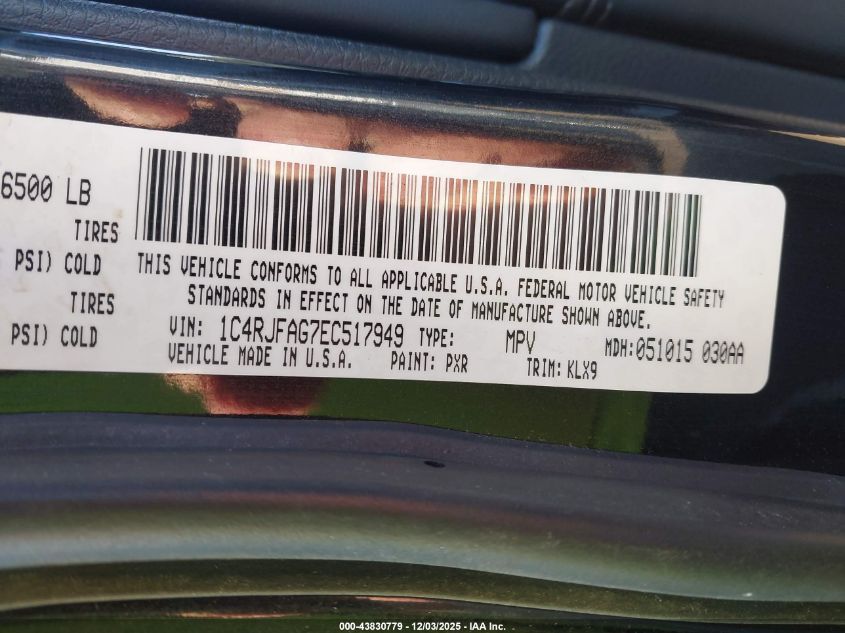 6500 LB
TIRES
PSI) COLD
TIRES
PSI) COLD
THIS VEHICLE CONFORMS TO ALL APPLICABLE U.S.A. FEDERAL MOTOR VEHICLE SAFETY
STANDARDS IN EFFECT ON THE DATE OF MANUFACTURE SHOWN ABOVE.
VIN: 1C4RJFAG7EC517949 TYPE: MPV MDH:051015 030AA
VEHICLE MADE IN U.S.A. PAINT: PXR TRIM: KLX9
000-43830779 - 12/03/2025 - IAA Inc.